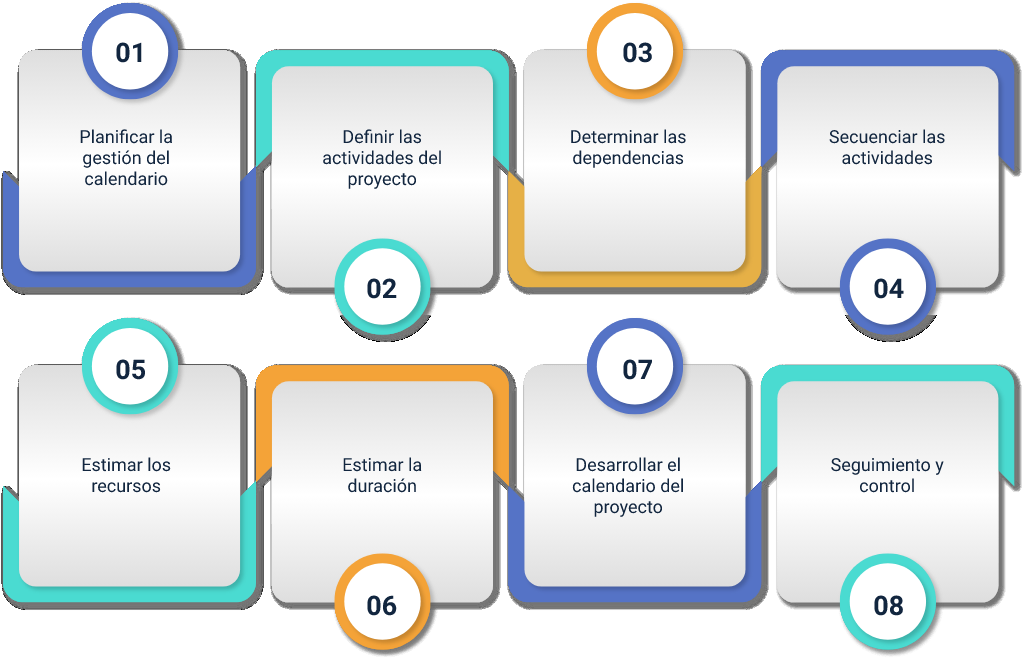 01
Planificar la
gestión del
calendario
02
Definir las
actividades del
proyecto
03
Determinar las
dependencias
04
Secuenciar las
actividades
05
Estimar los
recursos
06
Estimar la
duración
07
Desarrollar el
calendario del
proyecto
08
Seguimiento y
control